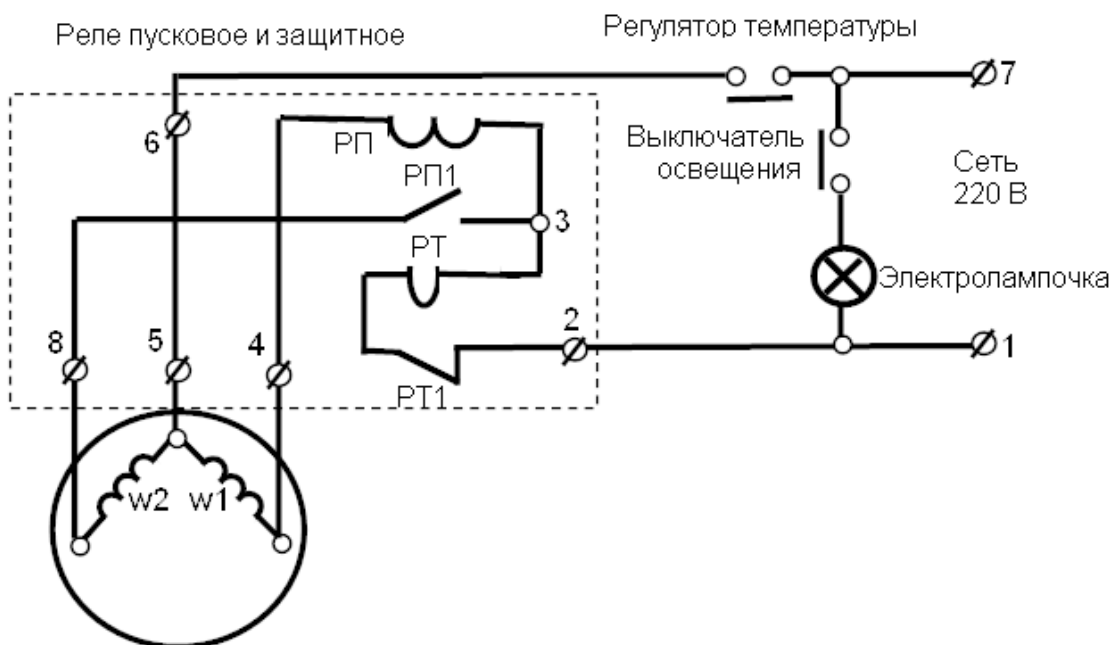 Реле пусковое и защитное
Регулятор температуры
7
6
РП
Выключатель
освещения
Сеть
220 В
РП1
3
РТ
Электролампочка
2
8
5
4
1
РТ1
w2
w1